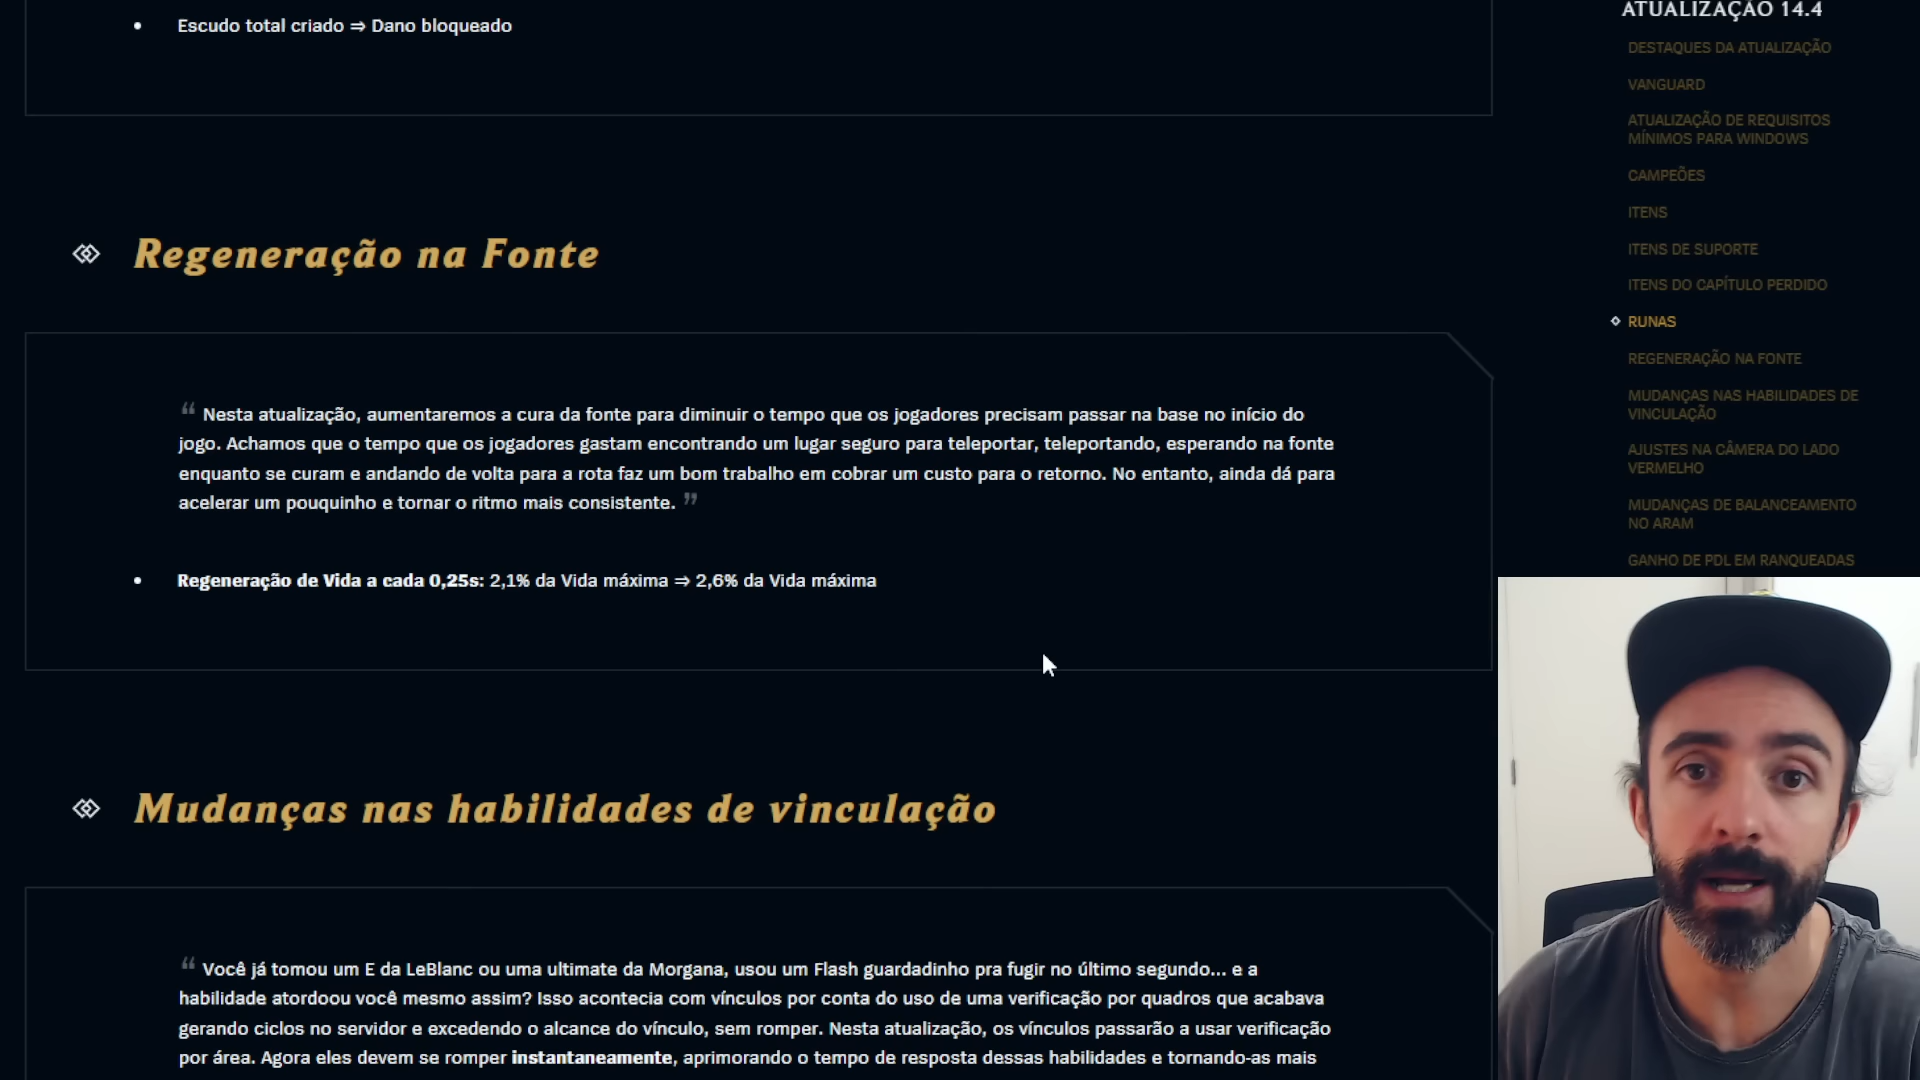 Escudo total criado ⇒ Dano bloqueado
Regeneração na Fonte
“ Nesta atualização, aumentaremos a cura da fonte para diminuir o tempo que os jogadores precisam passar na base no início do
jogo. Achamos que o tempo que os jogadores gastam encontrando um lugar seguro para teleportar, teleportando, esperando na fonte
enquanto se curam e andando de volta para a rota faz um bom trabalho em cobrar um custo para o retorno. No entanto, ainda dá para
acelerar um pouquinho e tornar o ritmo mais consistente. ”
Regeneração de Vida a cada 0,25s: 2,1% da Vida máxima ⇒ 2,6% da Vida máxima
Mudanças nas habilidades de vinculação
“ Você já tomou um E da LeBlanc ou uma ultimate da Morgana, usou um Flash guardadinho pra fugir no último segundo... e a
habilidade atordoou você mesmo assim? Isso acontecia com vínculos por conta do uso de uma verificação por quadros que acabava
gerando ciclos no servidor e excedendo o alcance do vínculo, sem romper. Nesta atualização, os vínculos passarão a usar verificação
por área. Agora eles devem se romper instantaneamente, aprimorando o tempo de resposta dessas habilidades e tornando-as mais
ATUALIZAÇÃO 14.4
DESTAQUES DA ATUALIZAÇÃO
VANGUARD
ATUALIZAÇÃO DE REQUISITOS
MÍNIMOS PARA WINDOWS
CAMPEÕES
ITENS
ITENS DE SUPORTE
ITENS DO CAPÍTULO PERDIDO
RUNAS
REGENERAÇÃO NA FONTE
MUDANÇAS NAS HABILIDADES DE
VINCULAÇÃO
AJUSTES NA CÂMERA DO LADO
VERMELHO
MUDANÇAS DE BALANCEAMENTO
NO ARAM
GANHO DE PDL EM RANQUEADAS